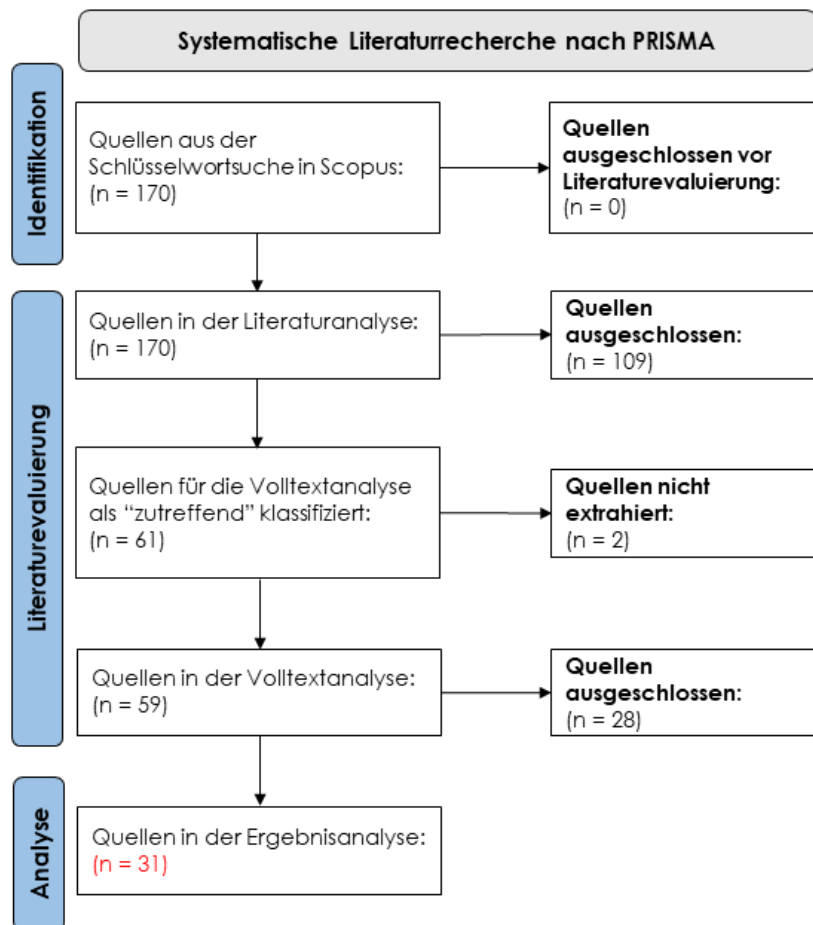 Systematische Literaturrecherche nach PRISMA
Identifikation
Quellen aus der
Schlüsselwortsuche in Scopus:
(n = 170)
Quellen
ausgeschlossen vor
Literaturevaluierung:
(n = 0)
Literaturevaluierung
Quellen in der Literaturanalyse:
(n = 170)
Quellen
ausgeschlossen:
(n = 109)
Quellen für die Volltextanalyse
als “zutreffend” klassifiziert:
(n = 61)
Quellen nicht
extrahiert:
(n = 2)
Quellen in der Volltextanalyse:
(n = 59)
Quellen
ausgeschlossen:
(n = 28)
Analyse
Quellen in der Ergebnisanalyse:
(n = 31)